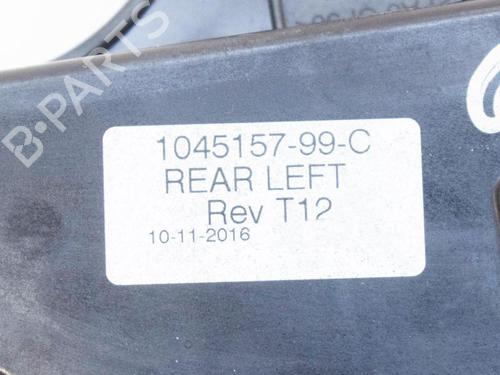 1045157-99-C
REAR LEFT
Rev T12
10-11-2016
B-PARTS